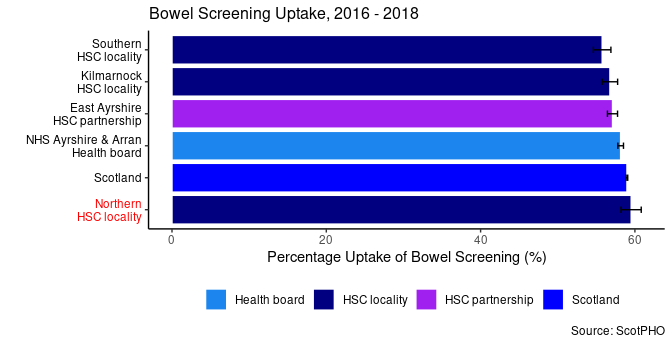 Bowel Screening Uptake, 2016 - 2018
Southern
HSC locality
Kilmarnock
HSC locality
East Ayrshire
HSC partnership
NHS Ayrshire & Arran
Health board
Scotland
Northern
HSC locality
0 20 40 60
Percentage Uptake of Bowel Screening (%)
Health board HSC locality HSC partnership Scotland
Source: ScotPHO